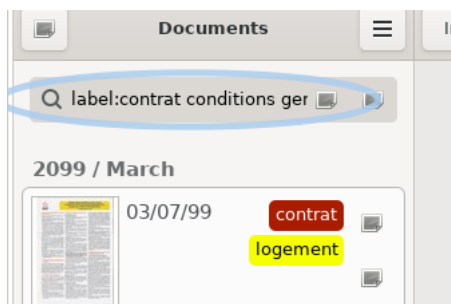 Documents
label:contrat conditions ger
2099 / March
03/07/99
contrat
logement